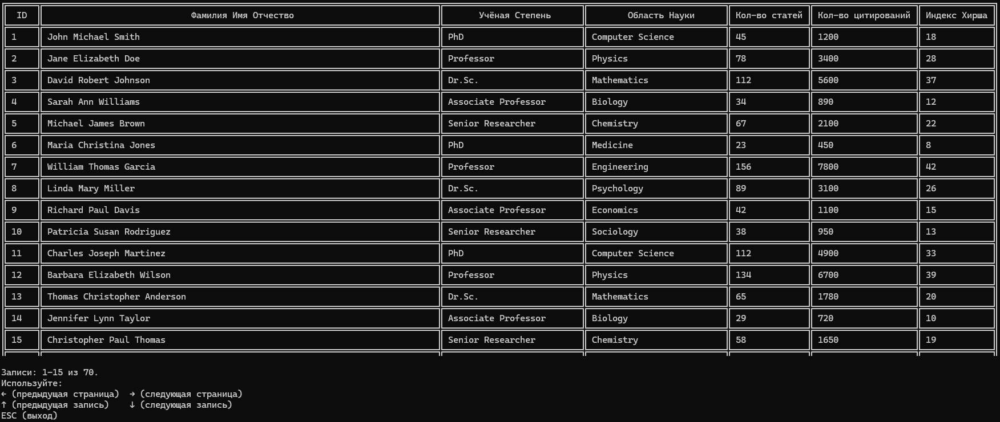 ID Фамилия Имя Отчество Учёная Степень Область Науки Кол-во статей Кол-во цитирований Индекс Хирша
1 John Michael Smith PhD Computer Science 45 1200 18
2 Jane Elizabeth Doe Professor Physics 78 3400 28
3 David Robert Johnson Dr.Sc. Mathematics 112 5600 37
4 Sarah Ann Williams Associate Professor Biology 34 890 12
5 Michael James Brown Senior Researcher Chemistry 67 2100 22
6 Maria Christina Jones PhD Medicine 23 450 8
7 William Thomas Garcia Professor Engineering 156 7800 42
8 Linda Mary Miller Dr.Sc. Psychology 89 3100 26
9 Richard Paul Davis Associate Professor Economics 42 1100 15
10 Patricia Susan Rodriguez Senior Researcher Sociology 38 950 13
11 Charles Joseph Martinez PhD Computer Science 112 4900 33
12 Barbara Elizabeth Wilson Professor Physics 134 6700 39
13 Thomas Christopher Anderson Dr.Sc. Mathematics 65 1780 20
14 Jennifer Lynn Taylor Associate Professor Biology 29 720 10
15 Christopher Paul Thomas Senior Researcher Chemistry 58 1650 19
Записи: 1-15 из 70.
Используйте:
← (предыдущая страница) → (следующая страница)
↑ (предыдущая запись) ↓ (следующая запись)
ESC (выход)